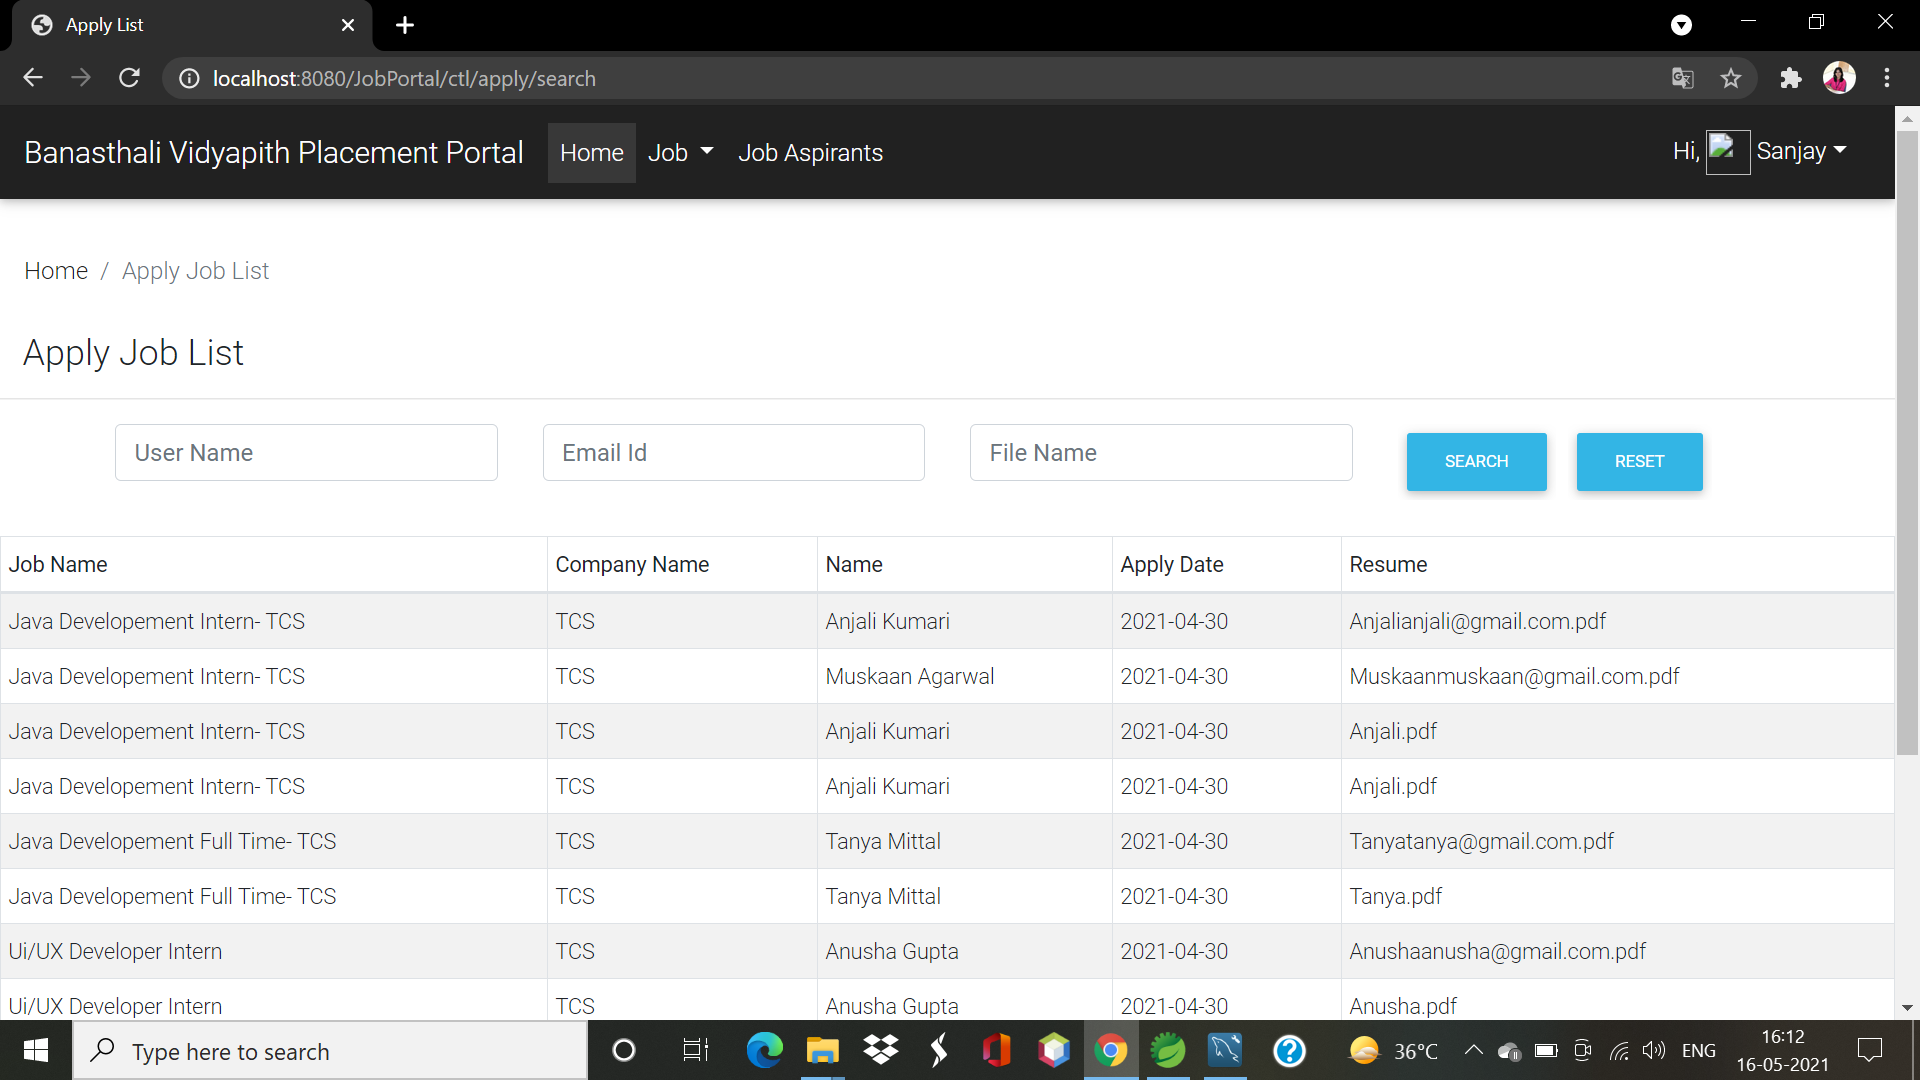 Apply List
localhost:8080/JobPortal/ctl/apply/search
Banasthali Vidyapith Placement Portal Home Job Job Aspirants Hi, Sanjay
Home / Apply Job List
Apply Job List
User Name Email Id File Name SEARCH RESET
Job Name Company Name Name Apply Date Resume
Java Developement Intern- TCS TCS Anjali Kumari 2021-04-30 Anjalianjali@gmail.com.pdf
Java Developement Intern- TCS TCS Muskaan Agarwal 2021-04-30 Muskaanmuskaan@gmail.com.pdf
Java Developement Intern- TCS TCS Anjali Kumari 2021-04-30 Anjali.pdf
Java Developement Intern- TCS TCS Anjali Kumari 2021-04-30 Anjali.pdf
Java Developement Full Time- TCS TCS Tanya Mittal 2021-04-30 Tanyatanya@gmail.com.pdf
Java Developement Full Time- TCS TCS Tanya Mittal 2021-04-30 Tanya.pdf
Ui/UX Developer Intern TCS Anusha Gupta 2021-04-30 Anushaanusha@gmail.com.pdf
Ui/UX Developer Intern TCS Anusha Gupta 2021-04-30 Anusha.pdf
Type here to search 36°C ENG 16:12
16-05-2021